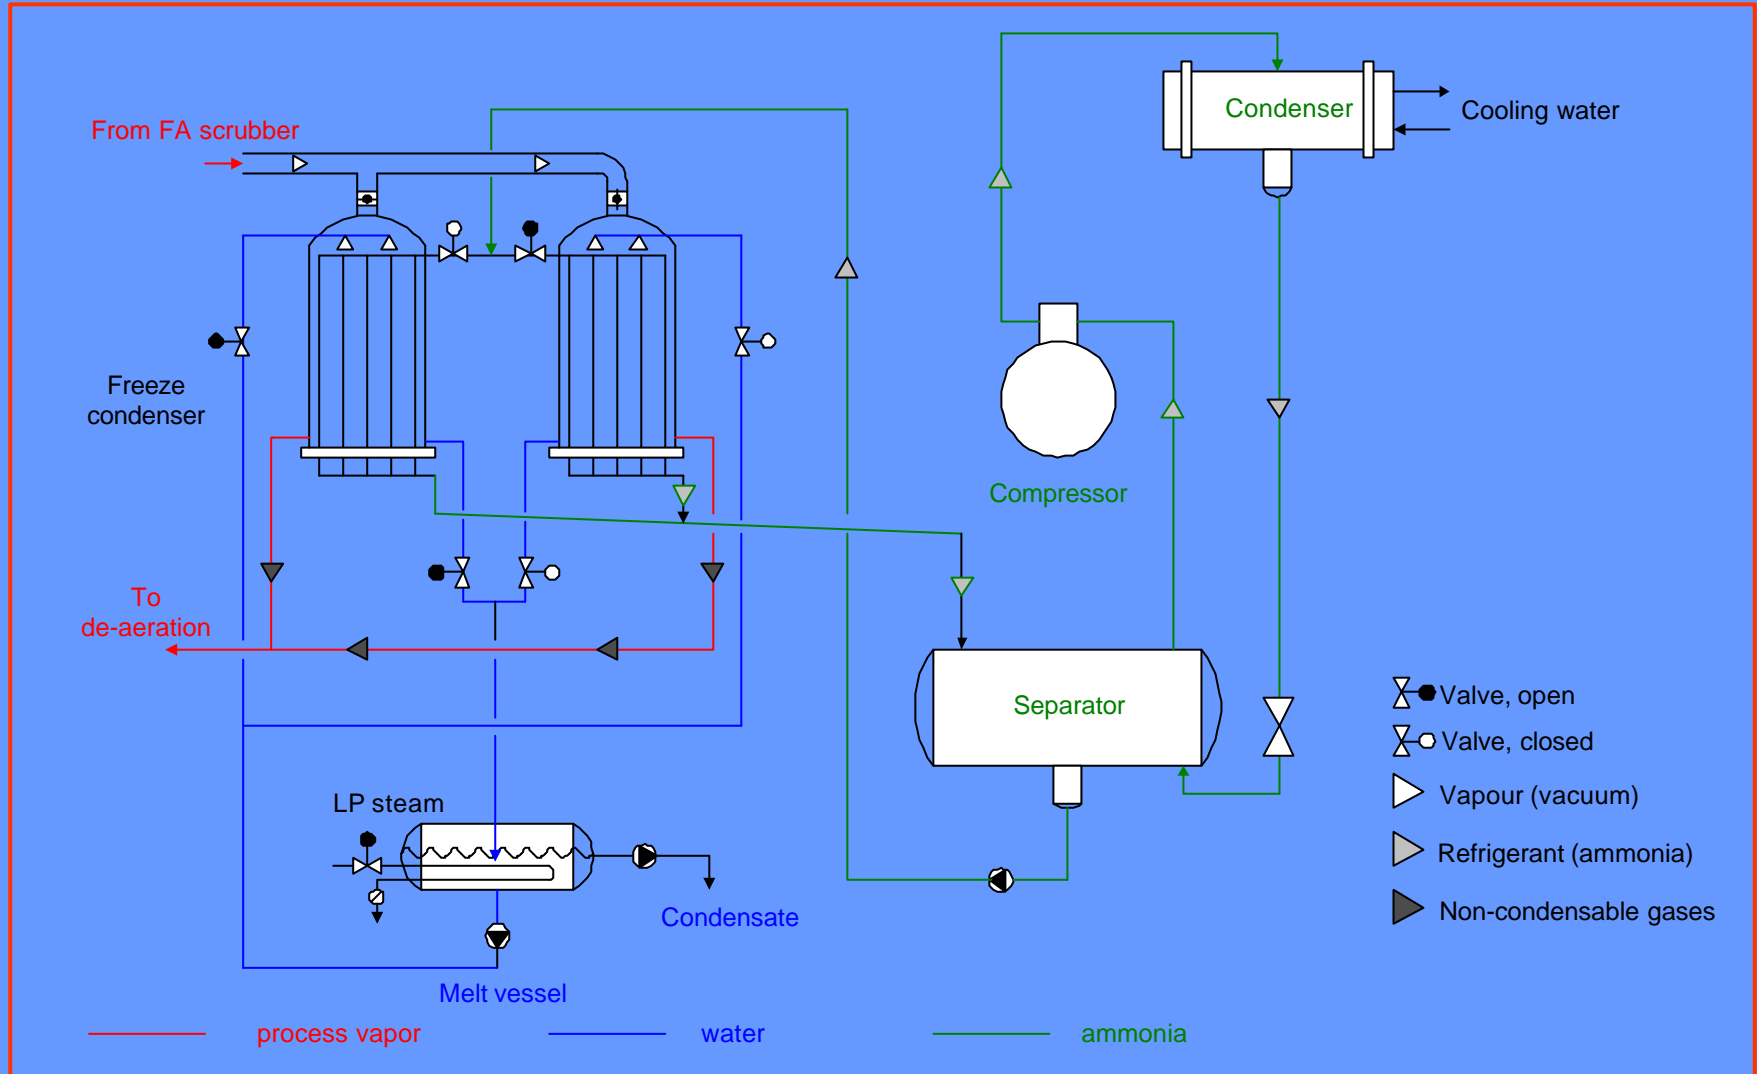 From FA scrubber
Condenser
Cooling water
Freeze
condenser
Compressor
To
de-aeration
Separator
Valve, open
Valve, closed
Vapour (vacuum)
Refrigerant (ammonia)
Non-condensable gases
LP steam
Condensate
Melt vessel
process vapor
water
ammonia